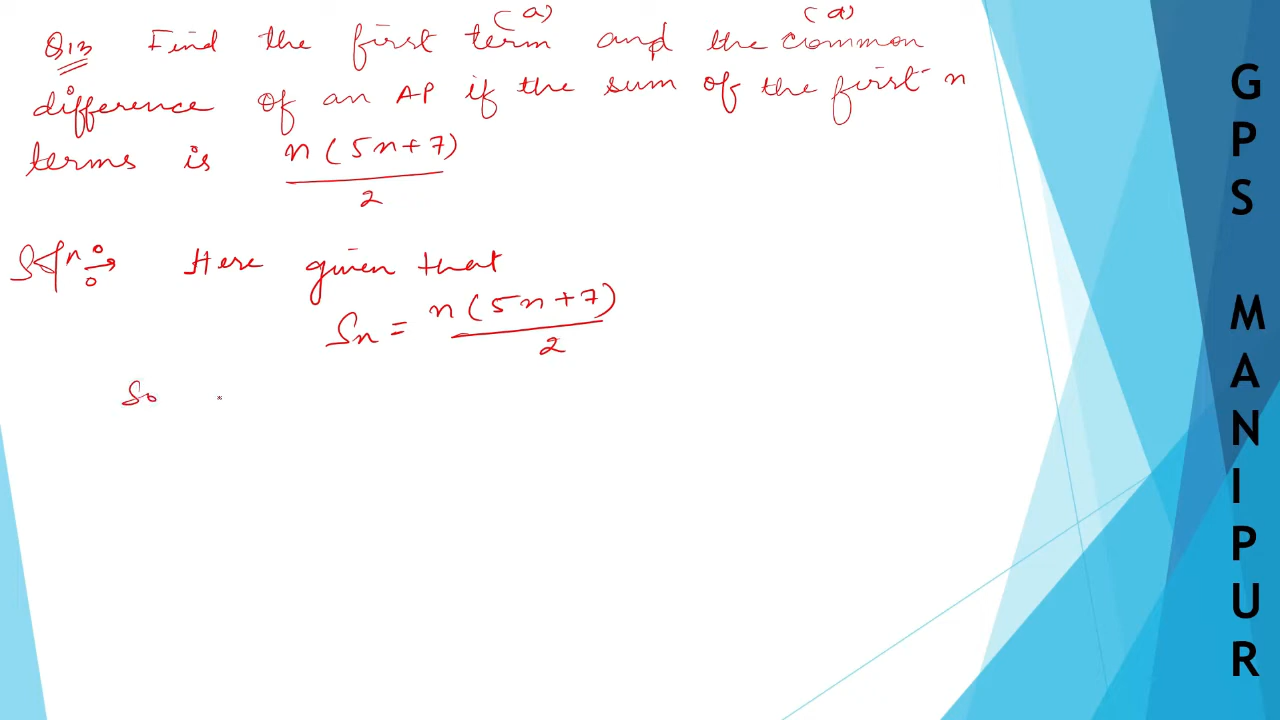 (a) (d)
Q13 Find the first term and the common
difference of an AP if the sum of the first n
terms is n(5n+7)
2
Soln :→ Here given that
Sn = n(5n+7)
2
So
GPS MANIPUR